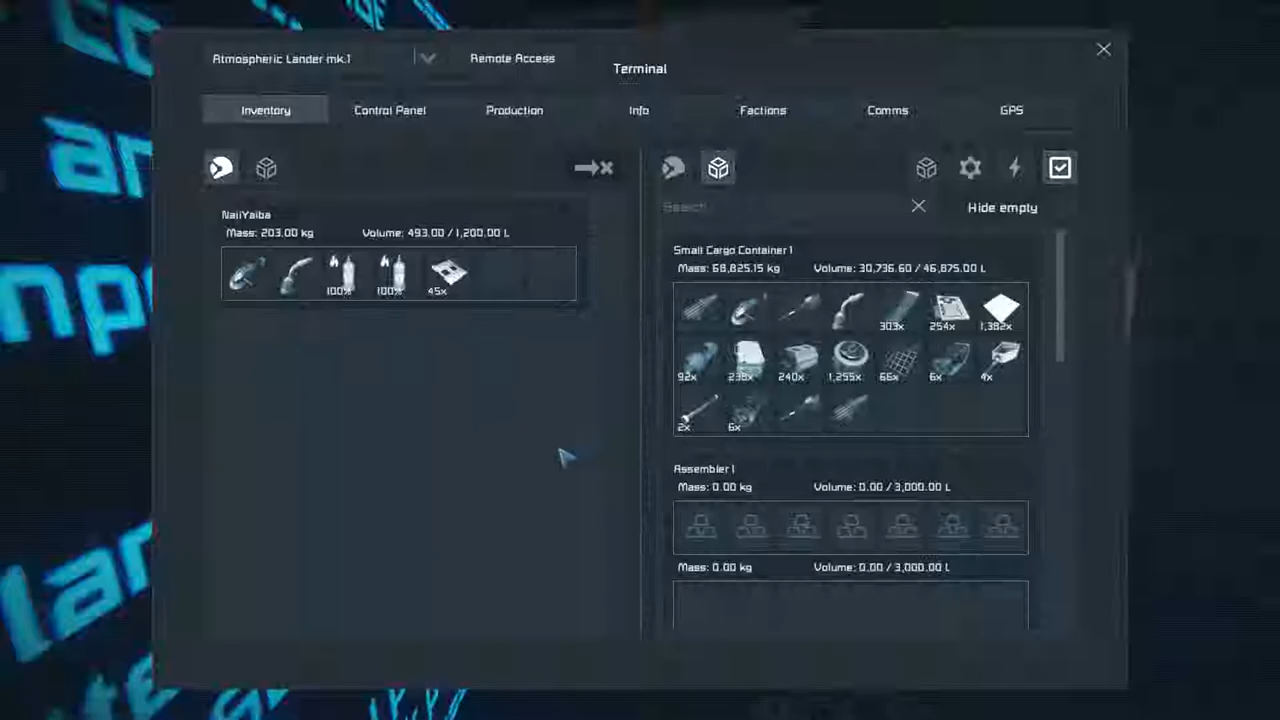 Atmospheric Lander mk.1
Remote Access
Terminal
Inventory
Control Panel
Production
Info
Factions
Comms
GPS
NaijYaiba
Mass: 203.00 kg
Volume: 493.00 / 1,200.00 L
100%
100%
45x
Search
Hide empty
Small Cargo Container 1
Mass: 68,825.15 kg
Volume: 30,736.60 / 46,875.00 L
303x
254x
1,382x
92x
235x
240x
1,255x
66x
6x
4x
2x
6x
Assembler 1
Mass: 0.00 kg
Volume: 0.00 / 3,000.00 L
Mass: 0.00 kg
Volume: 0.00 / 3,000.00 L